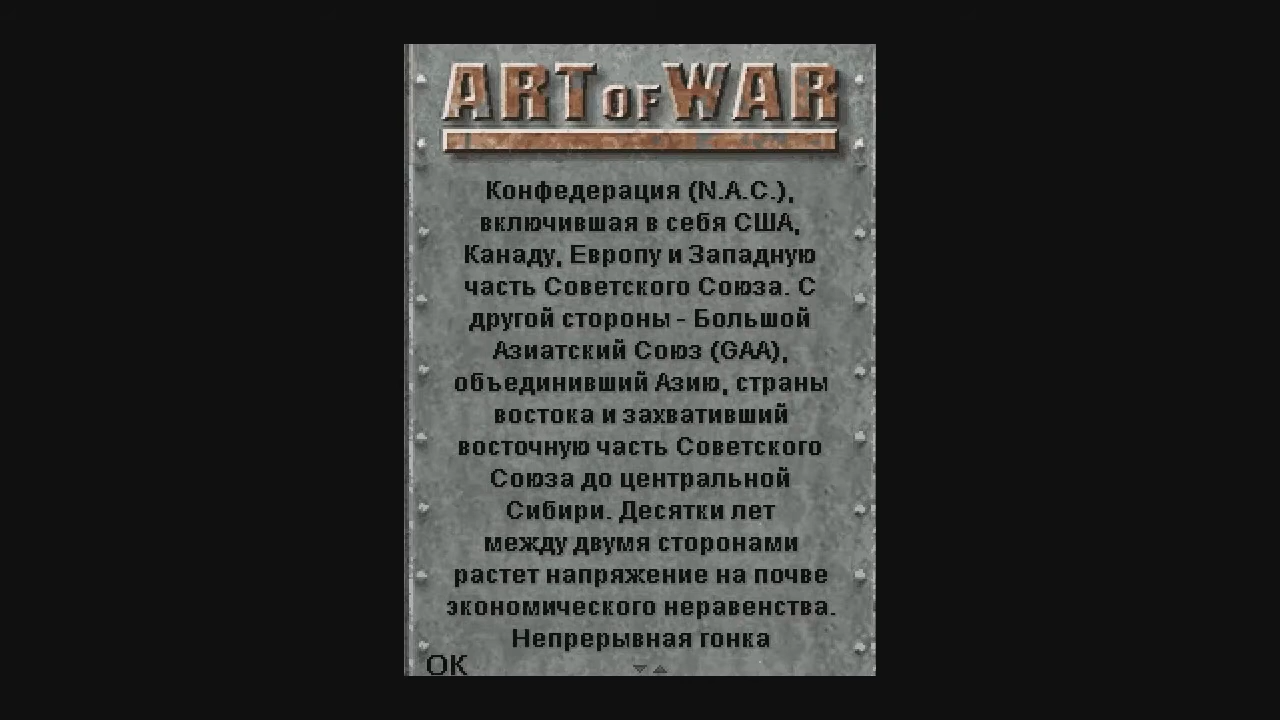 ART OF WAR
Конфедерация (N.A.C.),
включившая в себя США,
Канаду, Европу и Западную
часть Советского Союза. С
другой стороны - Большой
Азиатский Союз (GAA),
объединивший Азию, страны
востока и захвативший
восточную часть Советского
Союза до центральной
Сибири. Десятки лет
между двумя сторонами
растет напряжение на почве
экономического неравенства.
Непрерывная гонка
OK